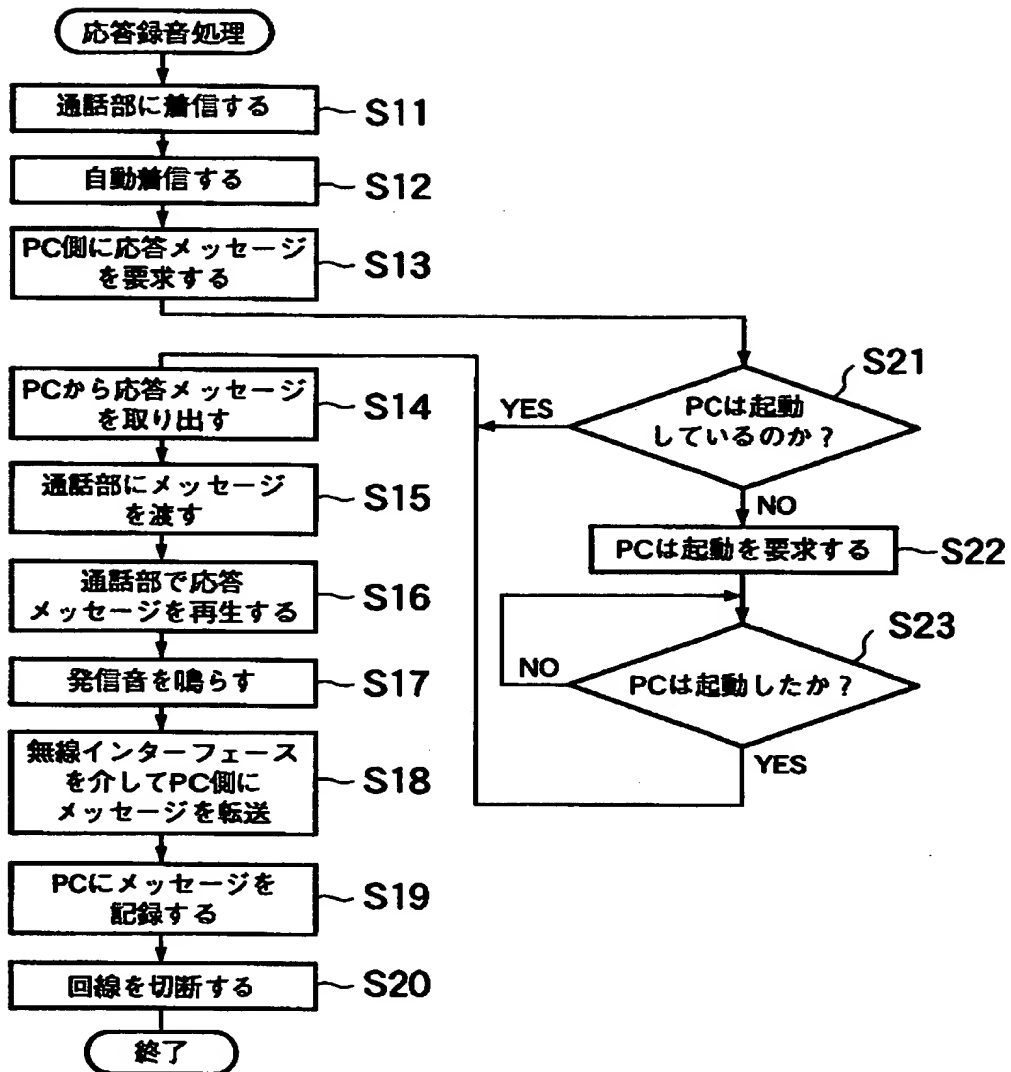 応答録音処理
通話部に着信する
S11
自動着信する
S12
PC側に応答メッセージ
を要求する
S13
S21
PCは起動
しているのか？
YES
NO
PCは起動を要求する
S22
S23
PCは起動したか？
NO
YES
PCから応答メッセージ
を取り出す
S14
通話部にメッセージ
を渡す
S15
通話部で応答
メッセージを再生する
S16
発信音を鳴らす
S17
無線インターフェース
を介してPC側に
メッセージを転送
S18
PCにメッセージを
記録する
S19
回線を切断する
S20
終了